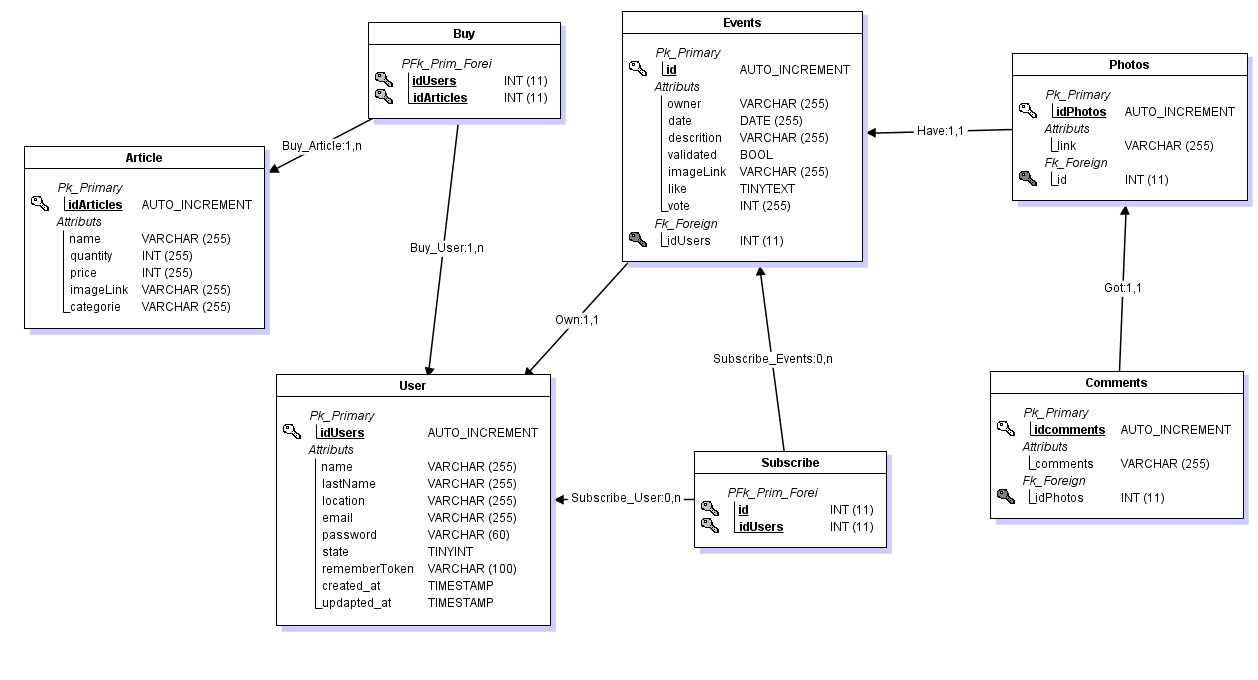 Buy
PFk_Prim_Forei
idUsers INT (11)
idArticles INT (11)
Events
Pk_Primary
id AUTO_INCREMENT
Attributs
owner VARCHAR (255)
date DATE (255)
descrition VARCHAR (255)
validated BOOL
imageLink VARCHAR (255)
like TINYTEXT
vote INT (255)
Fk_Foreign
idUsers INT (11)
Photos
Pk_Primary
idPhotos AUTO_INCREMENT
Attributs
link VARCHAR (255)
Fk_Foreign
id INT (11)
Have:1,1
Buy_Article:1,n
Article
Pk_Primary
idArticles AUTO_INCREMENT
Attributs
name VARCHAR (255)
quantity INT (255)
price INT (255)
imageLink VARCHAR (255)
categorie VARCHAR (255)
Buy_User:1,n
Own:1,1
Subscribe_Events:0,n
Got:1,1
User
Pk_Primary
idUsers AUTO_INCREMENT
Attributs
name VARCHAR (255)
lastName VARCHAR (255)
location VARCHAR (255)
email VARCHAR (255)
password VARCHAR (60)
state TINYINT
rememberToken VARCHAR (100)
created_at TIMESTAMP
updapted_at TIMESTAMP
Subscribe_User:0,n
Subscribe
PFk_Prim_Forei
id INT (11)
idUsers INT (11)
Comments
Pk_Primary
idcomments AUTO_INCREMENT
Attributs
comments VARCHAR (255)
Fk_Foreign
idPhotos INT (11)